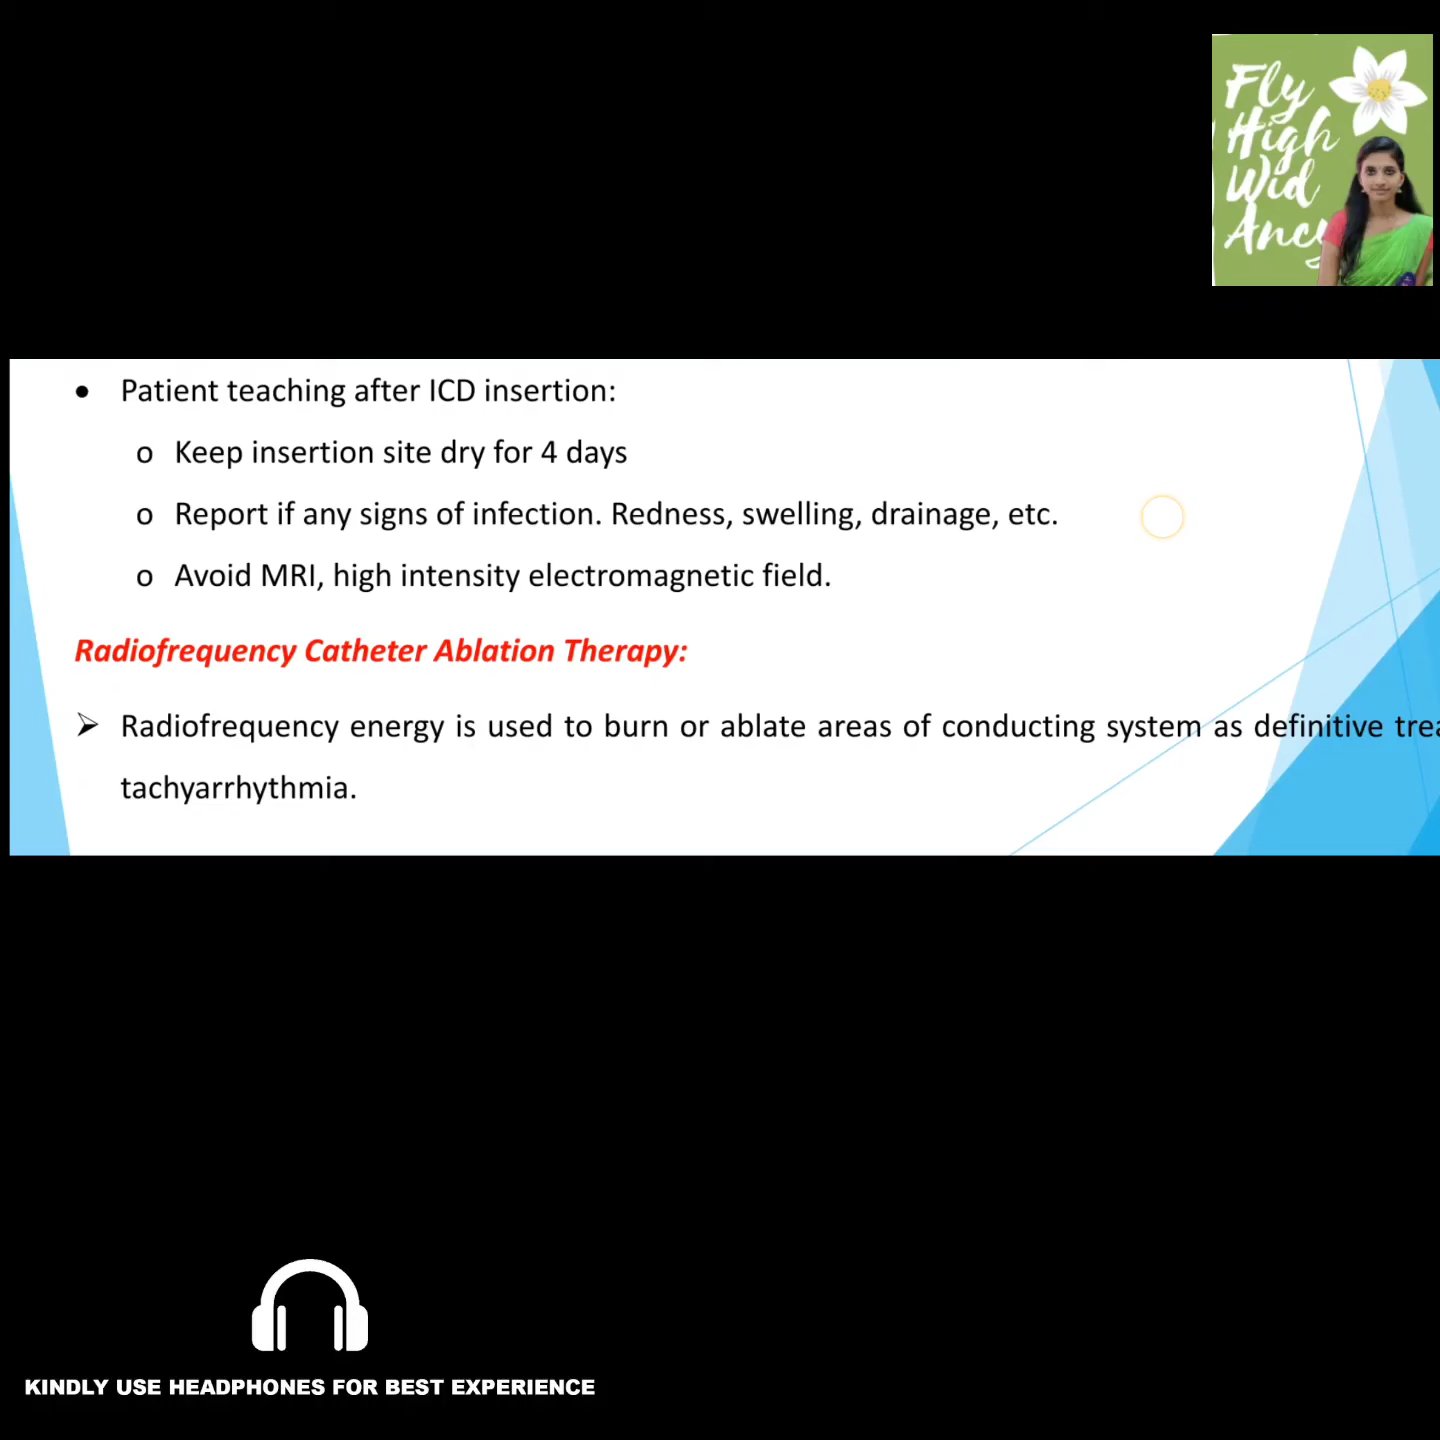 Fly
High
Wid
Ancy
• Patient teaching after ICD insertion:
o Keep insertion site dry for 4 days
o Report if any signs of infection. Redness, swelling, drainage, etc.
o Avoid MRI, high intensity electromagnetic field.
Radiofrequency Catheter Ablation Therapy:
➢ Radiofrequency energy is used to burn or ablate areas of conducting system as definitive
tachyarrhythmia.
KINDLY USE HEADPHONES FOR BEST EXPERIENCE